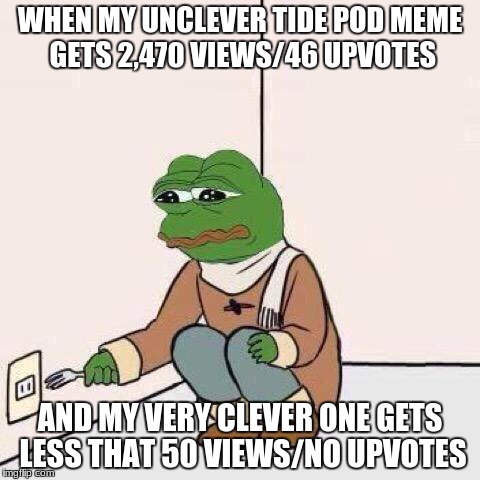 WHEN MY UNCLEVER TIDE POD MEME
GETS 2,470 VIEWS/46 UPVOTES
AND MY VERY CLEVER ONE GETS
LESS THAT 50 VIEWS/NO UPVOTES
imgflip.com